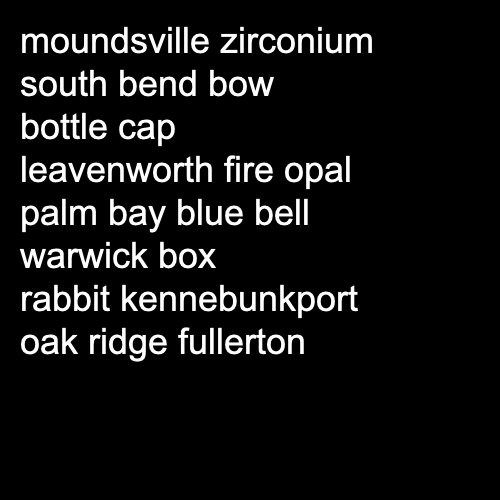 moundsville zirconium
south bend bow
bottle cap
leavenworth fire opal
palm bay blue bell
warwick box
rabbit kennebunkport
oak ridge fullerton